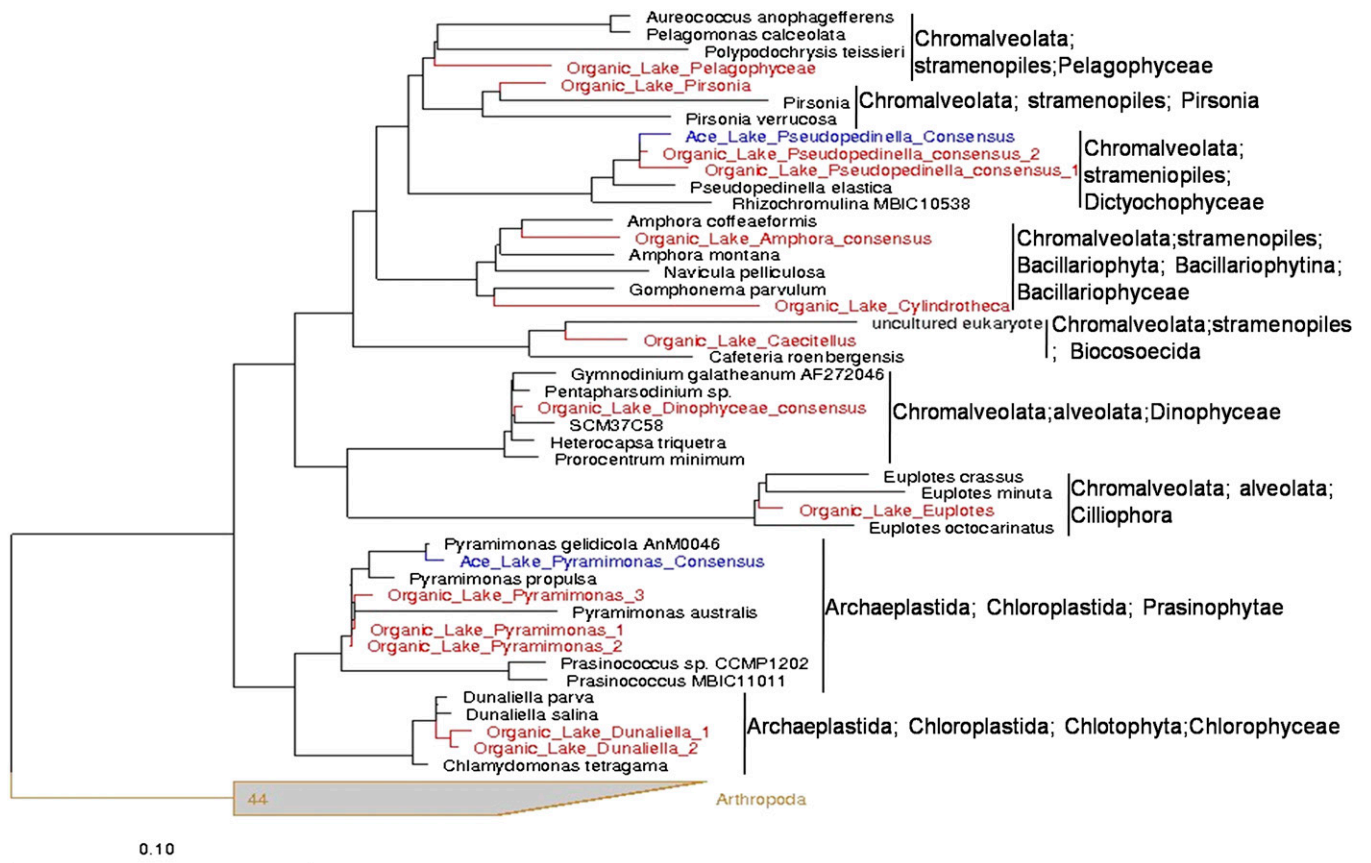 Aureococcus anophagefferens
Pelagomonas calceolata
Polypodochrysis teissieri
Organic_Lake_Pelagophyceae
Chromalveolata;
stramenopiles;Pelagophyceae
Organic_Lake_Pirsonia
Pirsonia
Pirsonia verrucosa
Chromalveolata; stramenopiles; Pirsonia
Ace_Lake_Pseudopedinella_Consensus
Organic_Lake_Pseudopedinella_consensus_2
Organic_Lake_Pseudopedinella_consensus_1
Pseudopedinella elastica
Rhizochromulina MBIC10538
Chromalveolata;
strameniopiles;
Dictyochophyceae
Amphora coffeaeformis
Organic_Lake_Amphora_consensus
Amphora montana
Navicula pelliculosa
Gomphonema parvulum
Organic_Lake_Cylindrotheca
Chromalveolata;stramenopiles;
Bacillariophyta; Bacillariophytina;
Bacillariophyceae
uncultured eukaryote
Organic_Lake_Caecitellus
Cafeteria roenbergensis
Chromalveolata;stramenopiles
; Biocosoecida
Gymnodinium galatheanum AF272046
Pentapharsodinium sp.
Organic_Lake_Dinophyceae_consensus
SCM37C58
Heterocapsa triquetra
Prorocentrum minimum
Chromalveolata;alveolata;Dinophyceae
Euplotes crassus
Euplotes minuta
Organic_Lake_Euplotes
Euplotes octocarinatus
Chromalveolata; alveolata;
Cilliophora
Pyramimonas gelidicola AnM0046
Ace_Lake_Pyramimonas_Consensus
Pyramimonas propulsa
Organic_Lake_Pyramimonas_3
Pyramimonas australis
Organic_Lake_Pyramimonas_1
Organic_Lake_Pyramimonas_2
Prasinococcus sp. CCMP1202
Prasinococcus MBIC11011
Archaeplastida; Chloroplastida; Prasinophytae
Dunaliella parva
Dunaliella salina
Organic_Lake_Dunaliella_1
Organic_Lake_Dunaliella_2
Chlamydomonas tetragama
Archaeplastida; Chloroplastida; Chlotophyta;Chlorophyceae
44
Arthropoda
0.10